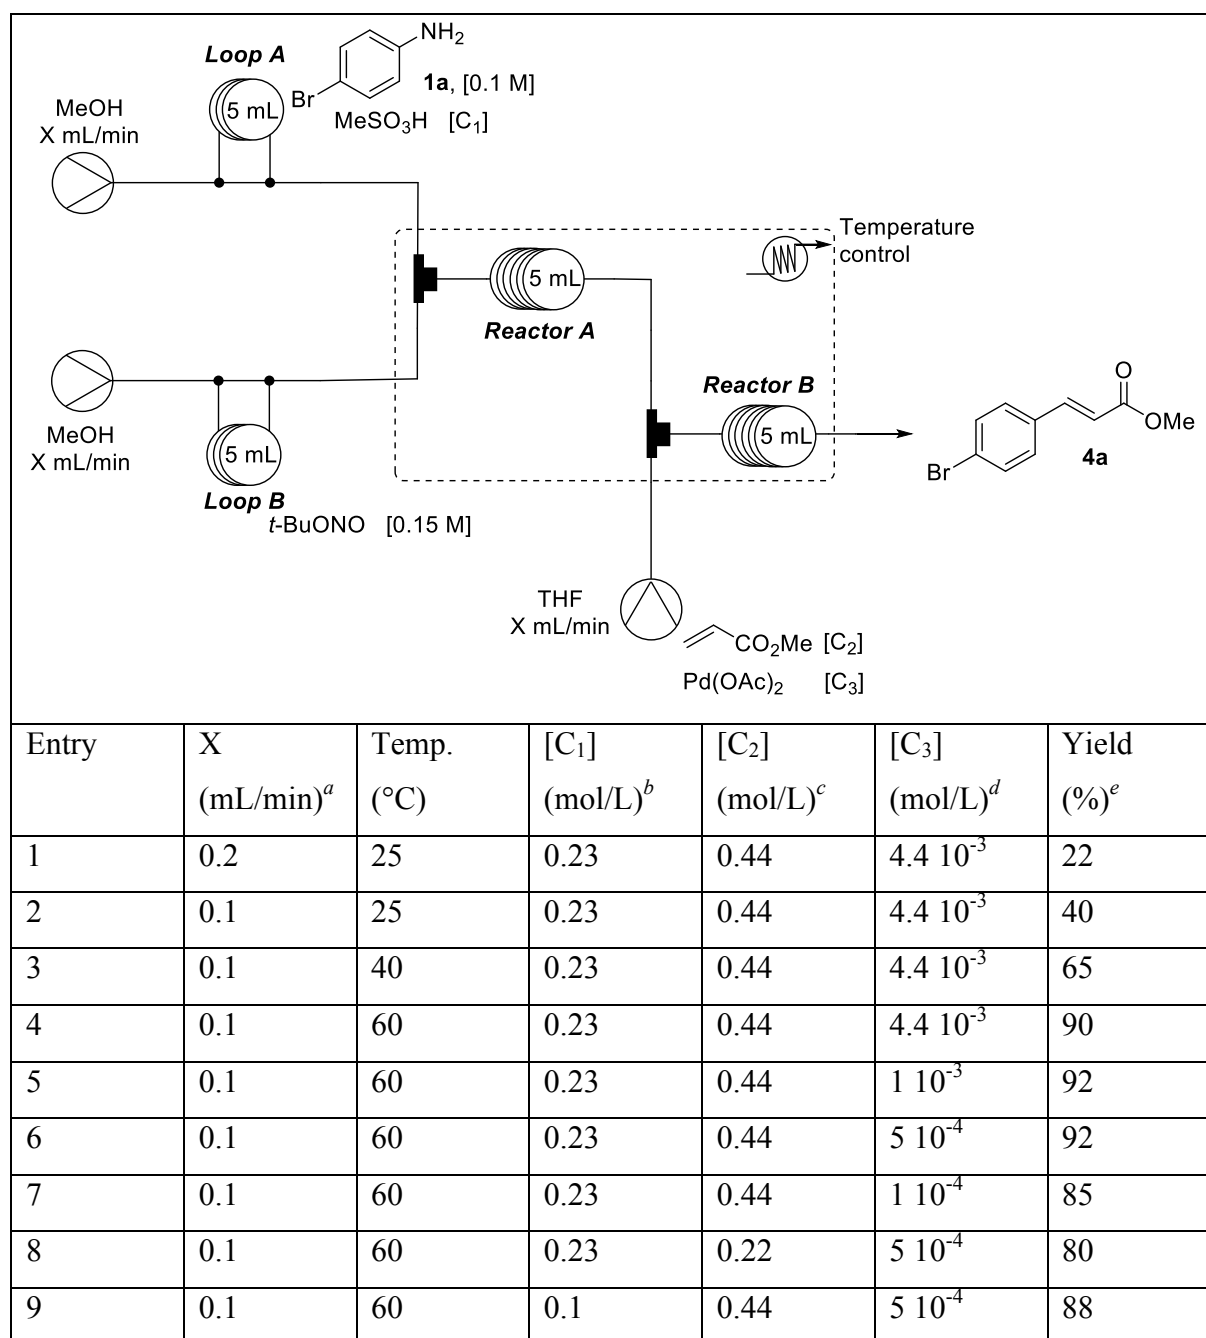 Loop A
NH2
5 mL
Br
1a, [0.1 M]
MeSO3H [C1]
MeOH
X mL/min
Temperature
control
5 mL
Reactor A
MeOH
X mL/min
5 mL
Loop B
t-BuONO [0.15 M]
Reactor B
5 mL
O
OMe
Br
4a
THF
X mL/min
CO2Me [C2]
Pd(OAc)2 [C3]
Entry X (mL/min)a Temp. (°C) [C1] (mol/L)b [C2] (mol/L)c [C3] (mol/L)d Yield (%)e
1 0.2 25 0.23 0.44 4.4 10-3 22
2 0.1 25 0.23 0.44 4.4 10-3 40
3 0.1 40 0.23 0.44 4.4 10-3 65
4 0.1 60 0.23 0.44 4.4 10-3 90
5 0.1 60 0.23 0.44 1 10-3 92
6 0.1 60 0.23 0.44 5 10-4 92
7 0.1 60 0.23 0.44 1 10-4 85
8 0.1 60 0.23 0.22 5 10-4 80
9 0.1 60 0.1 0.44 5 10-4 88